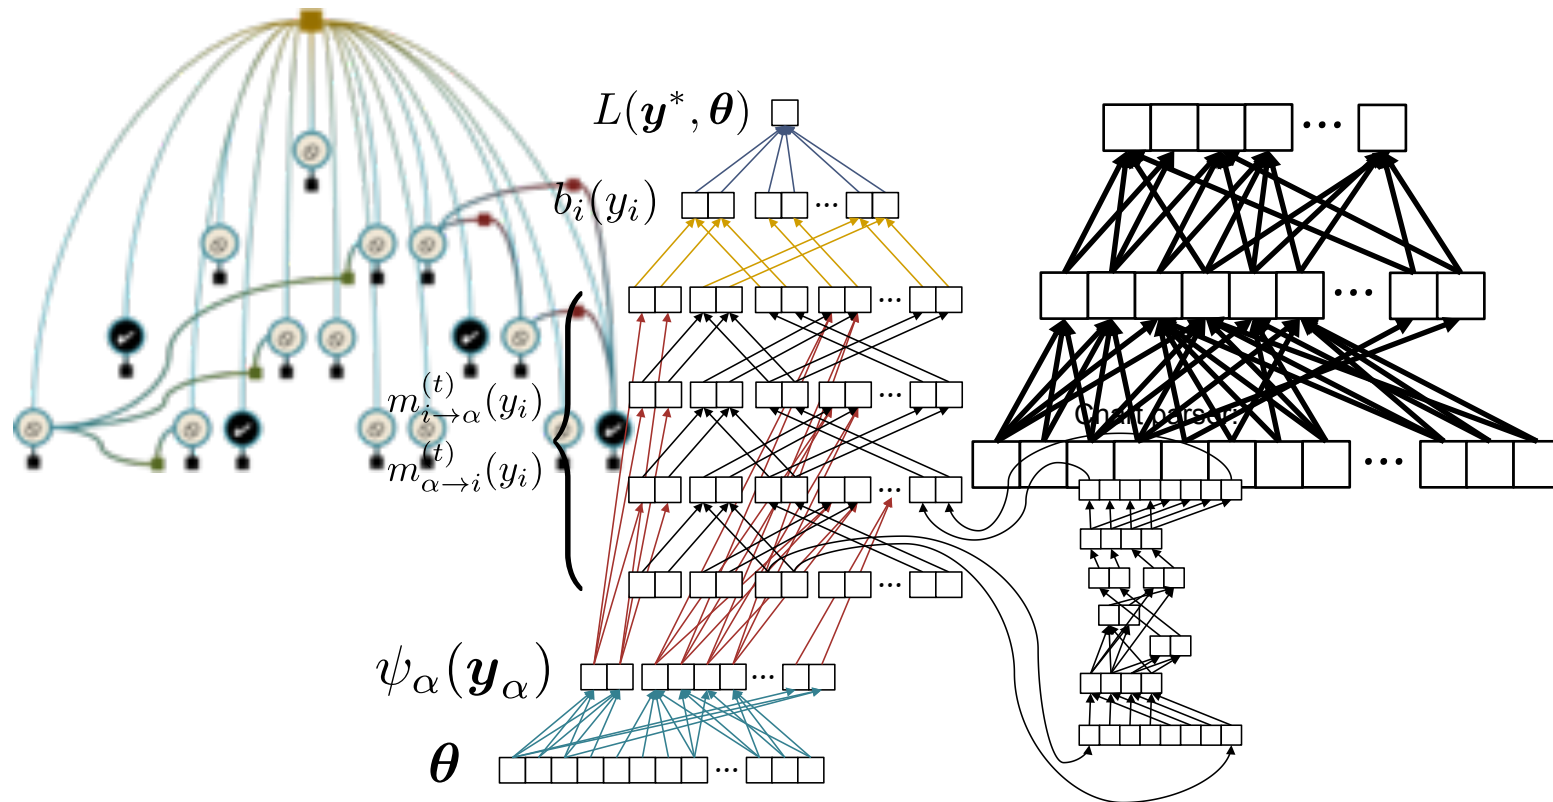 L(𝒚*, 𝜽)
b_i(y_i)
...
...
...
m^{(t)}_{i→α}(y_i)
...
Chart parser:
m^{(t)}_{α→i}(y_i)
...
...
...
ψ_α(𝒚_α)
...
𝜽
...